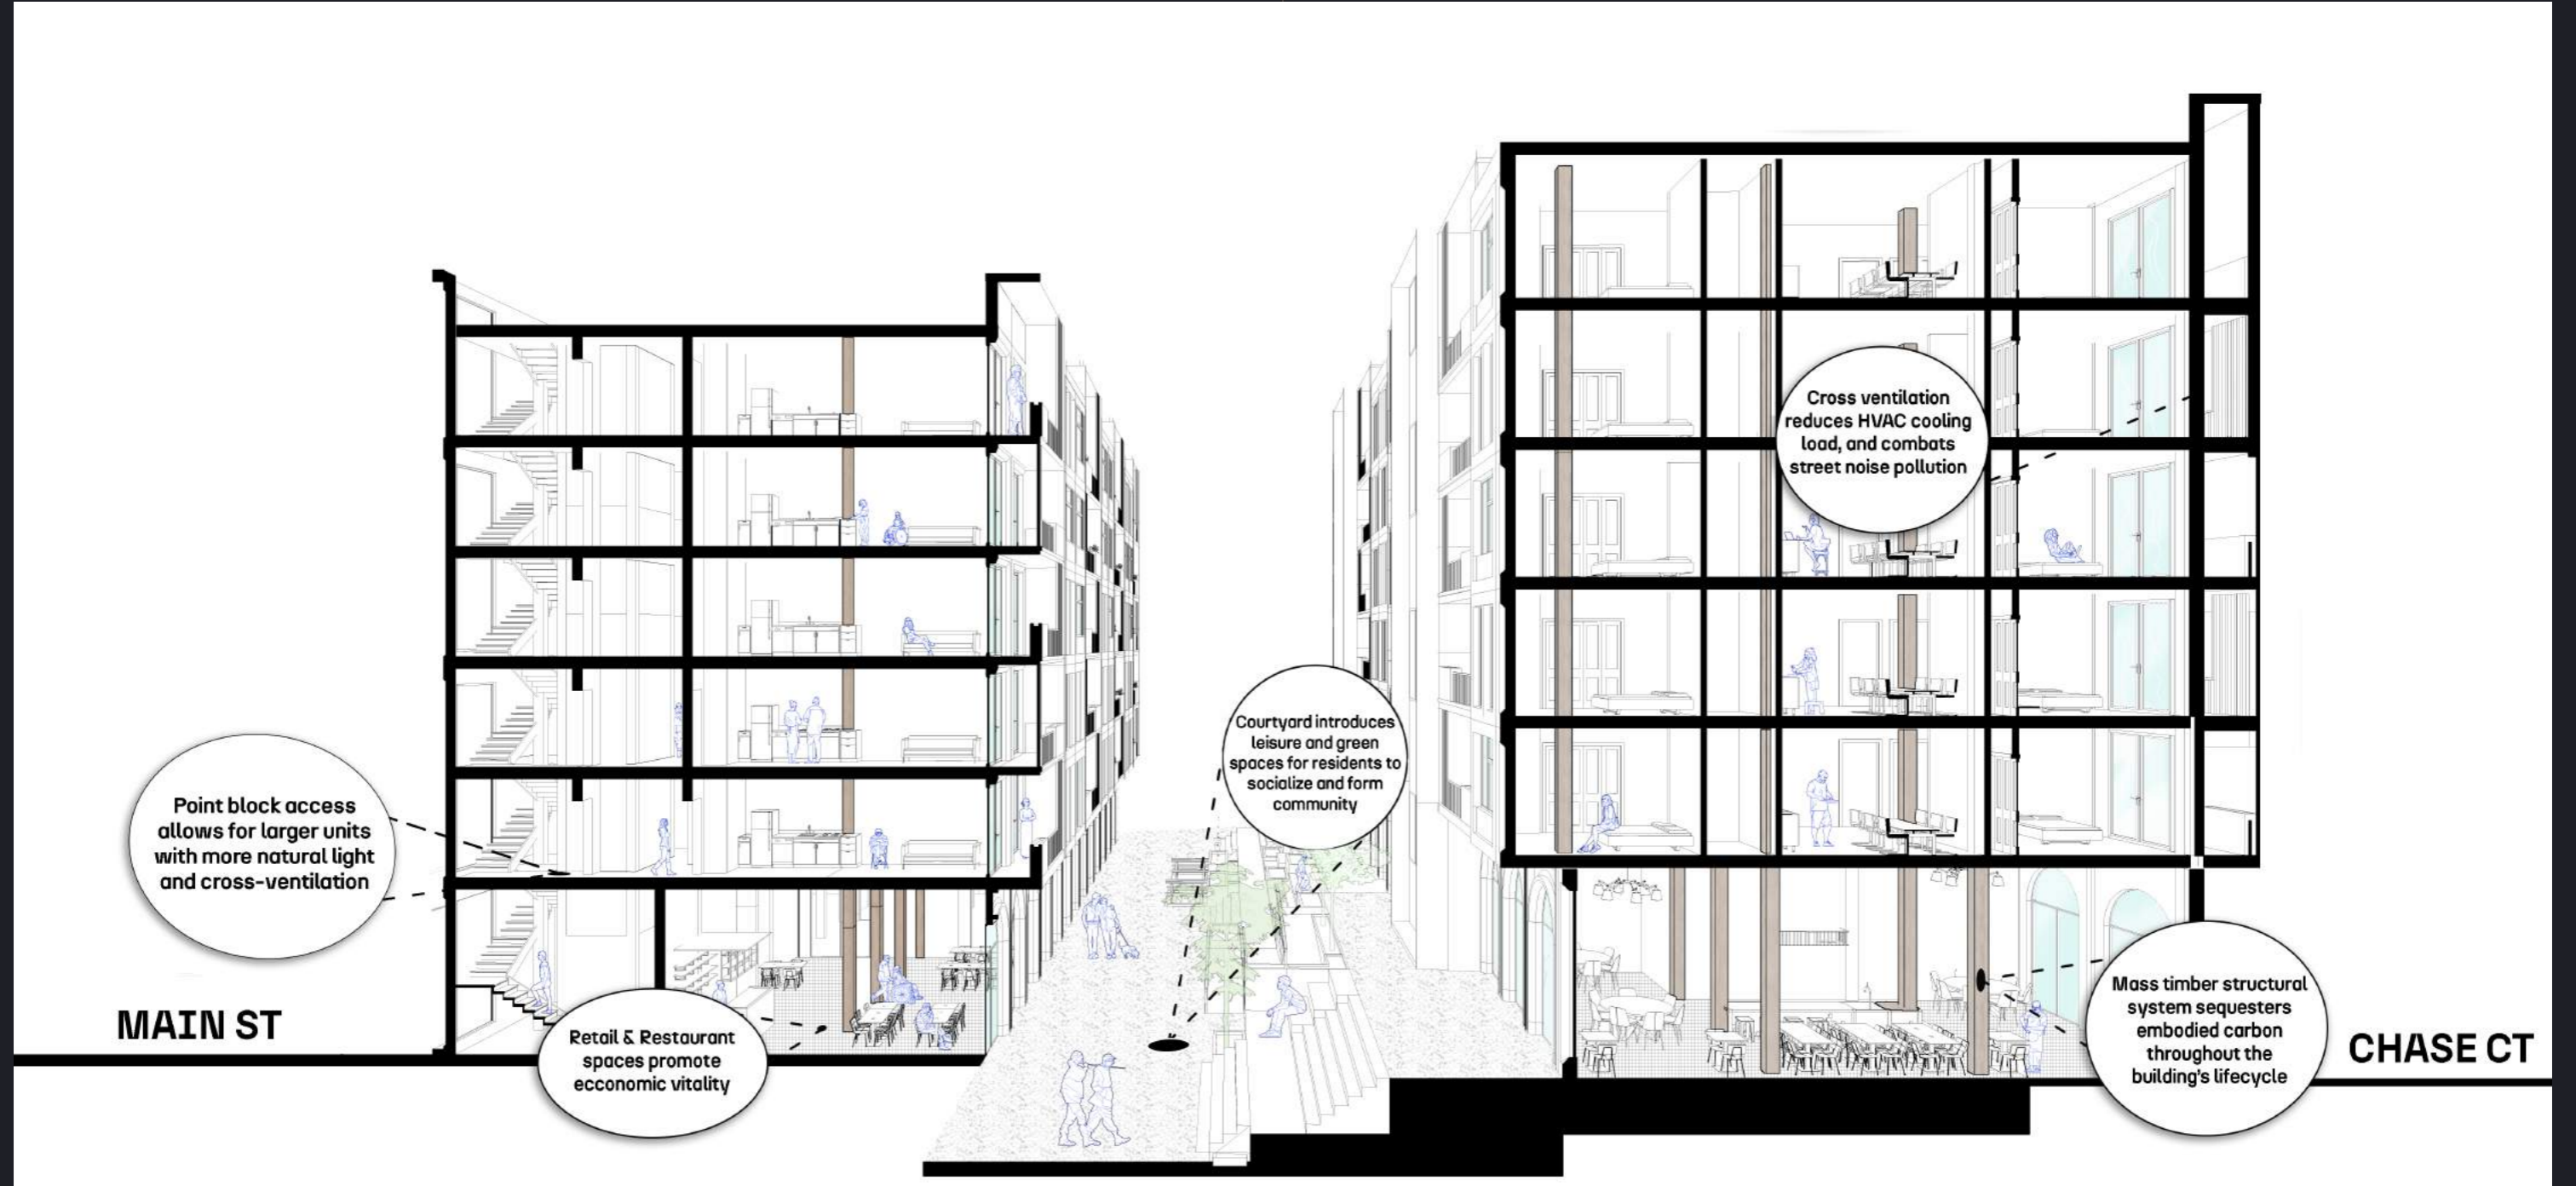 Cross ventilation
reduces HVAC cooling
load, and combats
street noise pollution
Courtyard introduces
leisure and green
spaces for residents to
socialize and form
community
Point block access
allows for larger units
with more natural light
and cross-ventilation
MAIN ST
Retail & Restaurant
spaces promote
ecconomic vitality
Mass timber structural
system sequesters
embodied carbon
throughout the
building's lifecycle
CHASE CT